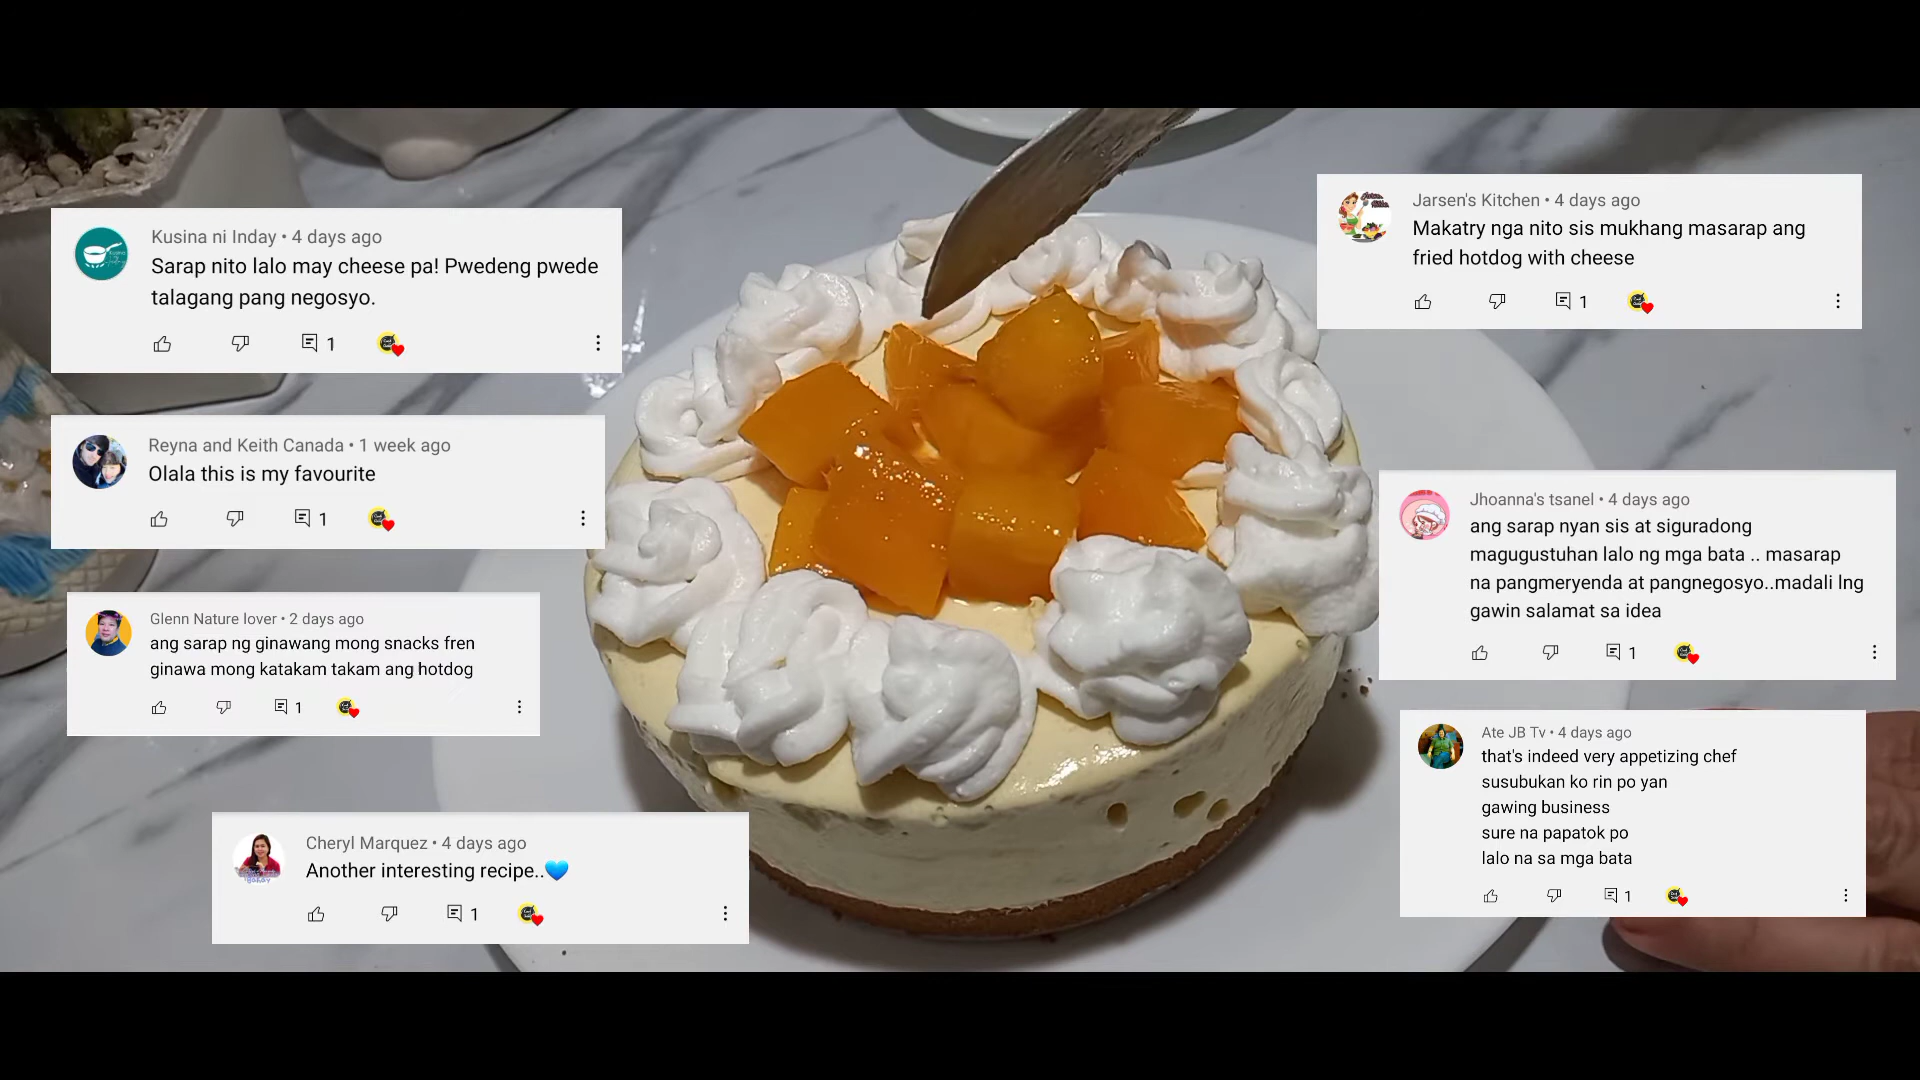 Kusina ni Inday • 4 days ago
Sarap nito lalo may cheese pa! Pwedeng pwede
talagang pang negosyo.
1
Reyna and Keith Canada • 1 week ago
Olala this is my favourite
1
Glenn Nature lover • 2 days ago
ang sarap ng ginawang mong snacks fren
ginawa mong katakam takam ang hotdog
1
Cheryl Marquez • 4 days ago
Another interesting recipe..💙
1
Jarsen's Kitchen • 4 days ago
Makatry nga nito sis mukhang masarap ang
fried hotdog with cheese
1
Jhoanna's tsanel • 4 days ago
ang sarap nyan sis at siguradong
magugustuhan lalo ng mga bata .. masarap
na pangmeryenda at pangnegosyo..madali lng
gawin salamat sa idea
1
Ate JB Tv • 4 days ago
that's indeed very appetizing chef
susubukan ko rin po yan
gawing business
sure na papatok po
lalo na sa mga bata
1